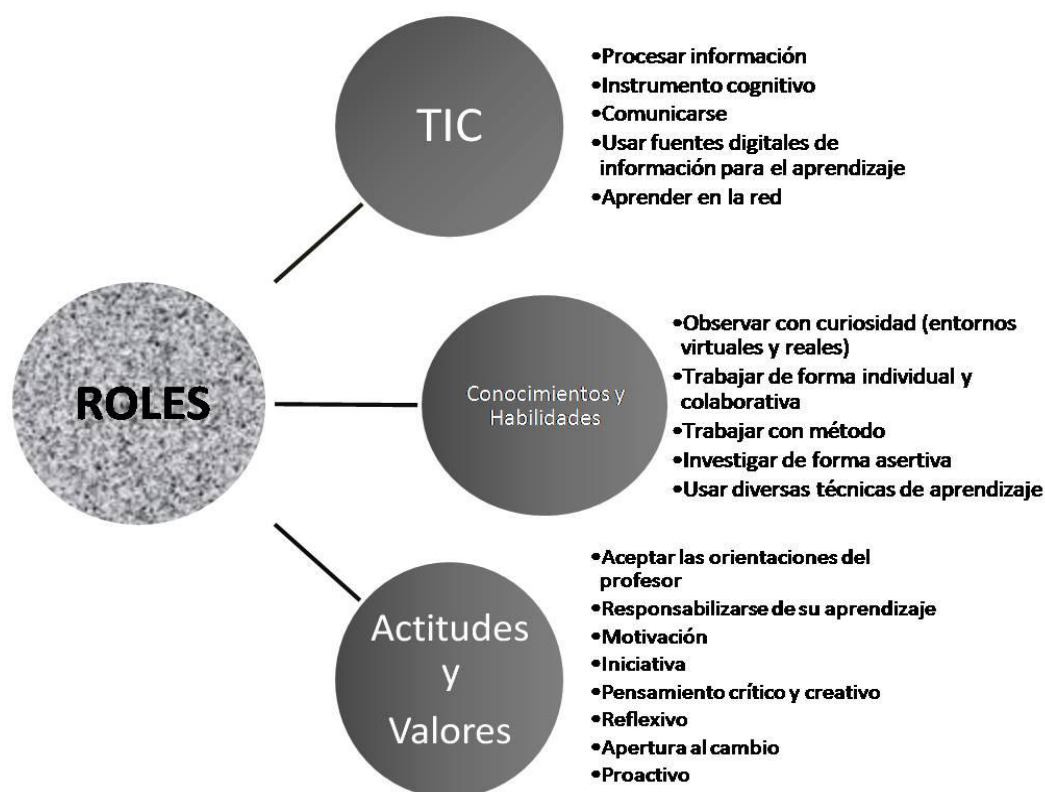 TIC
•Procesar información
•Instrumento cognitivo
•Comunicarse
•Usar fuentes digitales de
información para el aprendizaje
•Aprender en la red
ROLES
Conocimientos y
Habilidades
•Observar con curiosidad (entornos
virtuales y reales)
•Trabajar de forma individual y
colaborativa
•Trabajar con método
•Investigar de forma asertiva
•Usar diversas técnicas de aprendizaje
Actitudes
y
Valores
•Aceptar las orientaciones del
profesor
•Responsabilizarse de su aprendizaje
•Motivación
•Iniciativa
•Pensamiento crítico y creativo
•Reflexivo
•Apertura al cambio
•Proactivo